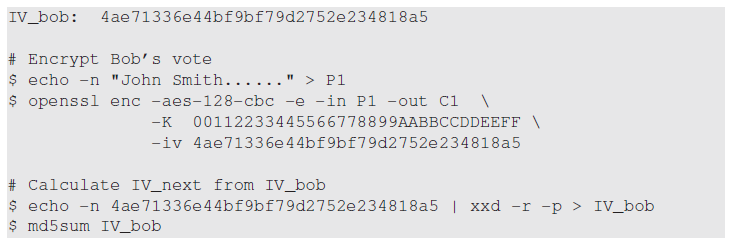 IV_bob:  4ae71336e44bf9bf79d2752e234818a5
# Encrypt Bob’s vote
$ echo -n "John Smith......" > P1
$ openssl enc -aes-128-cbc -e -in P1 -out C1  \
-K  00112233445566778899AABBCCDDEEFF \
-iv 4ae71336e44bf9bf79d2752e234818a5
# Calculate IV_next from IV_bob
$ echo -n 4ae71336e44bf9bf79d2752e234818a5 | xxd -r -p > IV_bob
$ md5sum IV_bob